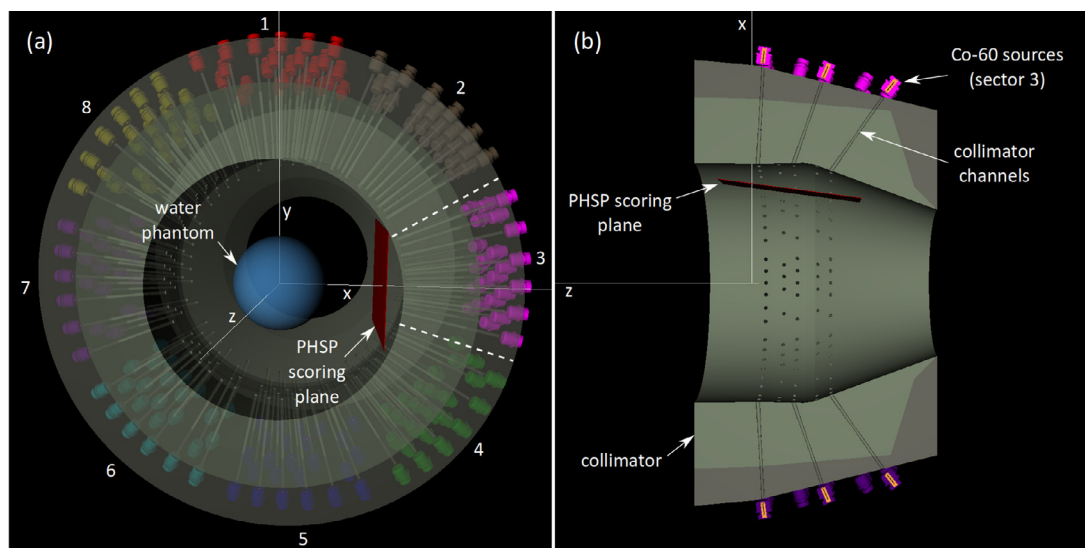 (a)
1
2
3
4
5
6
7
8
water
phantom
y
x
z
PHSP
scoring
plane
(b)
x
z
Co-60 sources
(sector 3)
collimator
channels
PHSP scoring
plane
collimator